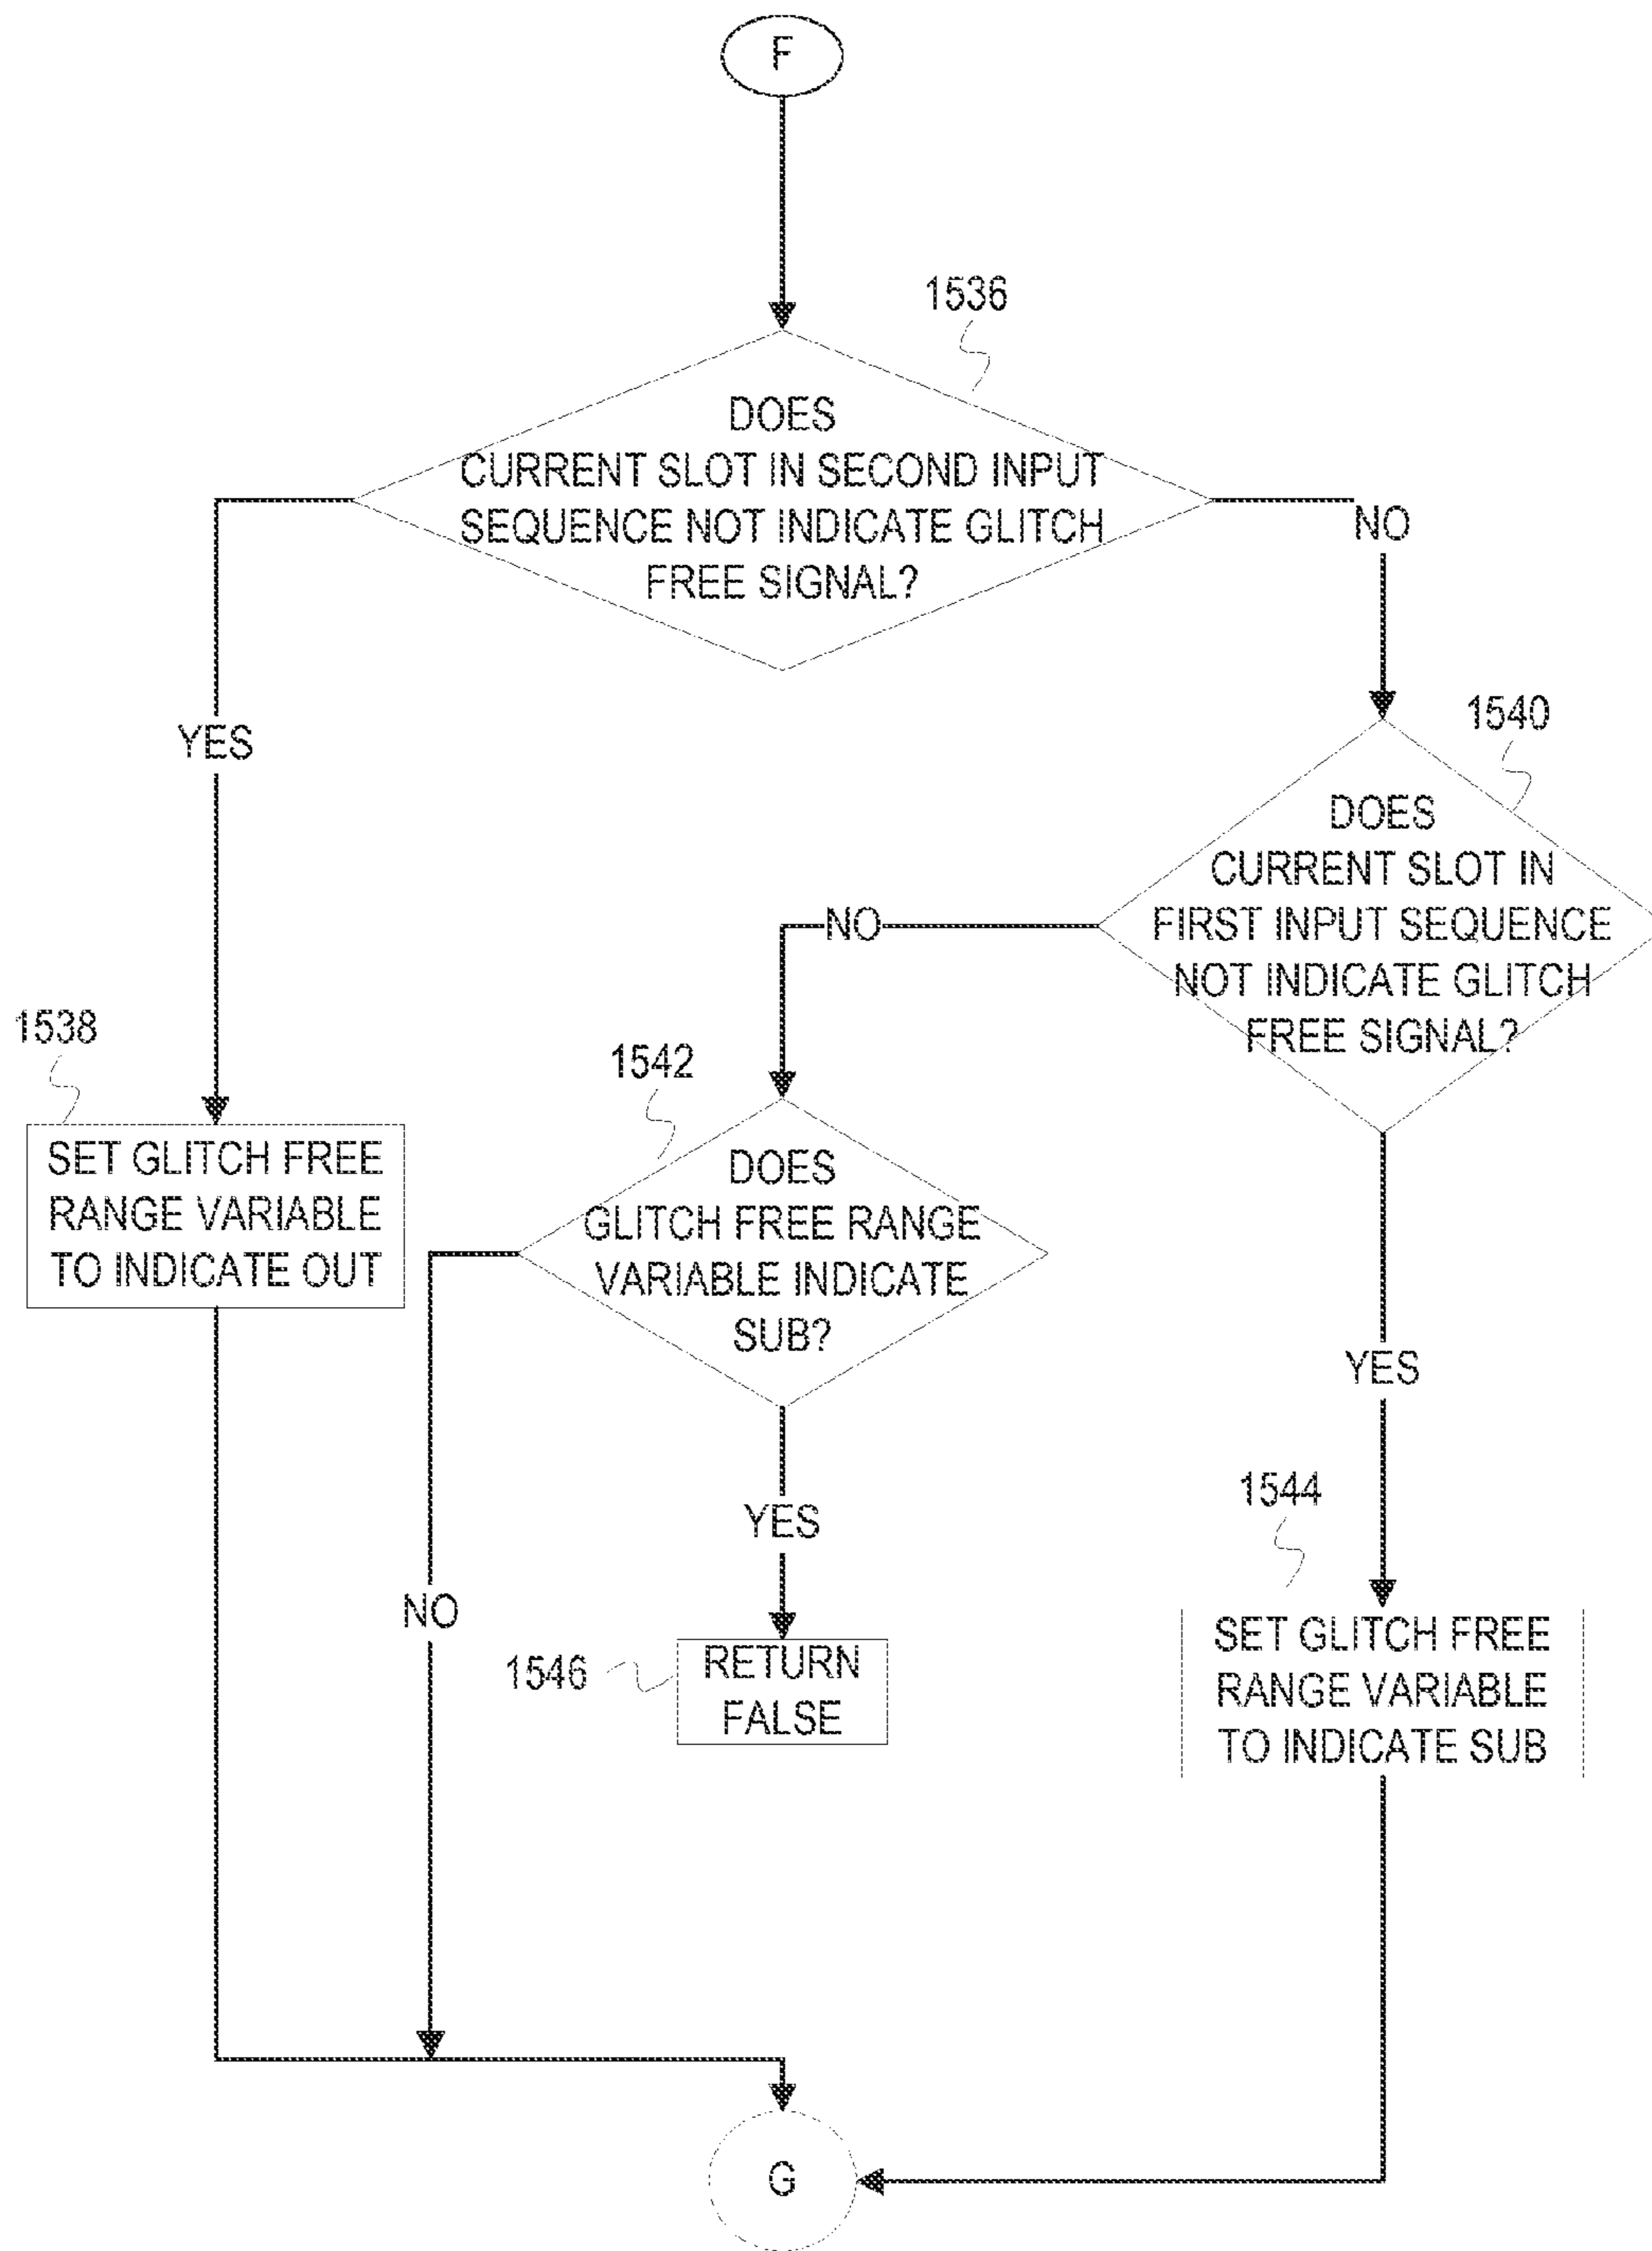 F
1536
DOES
CURRENT SLOT IN SECOND INPUT
SEQUENCE NOT INDICATE GLITCH
FREE SIGNAL?
NO
YES
1540
DOES
CURRENT SLOT IN
FIRST INPUT SEQUENCE
NOT INDICATE GLITCH
FREE SIGNAL?
NO
1538
SET GLITCH FREE
RANGE VARIABLE
TO INDICATE OUT
1542
DOES
GLITCH FREE RANGE
VARIABLE INDICATE
SUB?
YES
YES
NO
1544
SET GLITCH FREE
RANGE VARIABLE
TO INDICATE SUB
1546
RETURN
FALSE
G